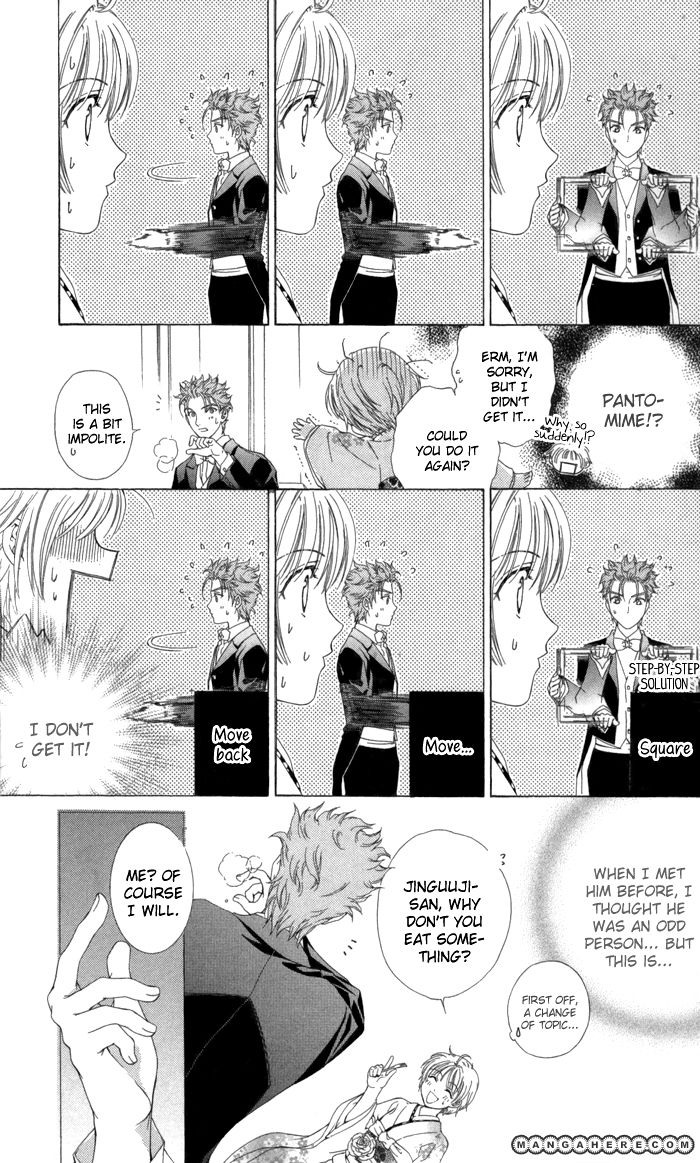 PANTO-
MIME!?
Why so
suddenly!?
ERM, I'M
SORRY,
BUT I
DIDN'T
GET IT...
COULD
YOU DO IT
AGAIN?
THIS
IS A BIT
IMPOLITE.
STEP-BY-STEP
SOLUTION
Square
Move...
Move
back
I DON'T
GET IT!
WHEN I MET
HIM BEFORE, I
THOUGHT HE
WAS AN ODD
PERSON... BUT
THIS IS...
FIRST OFF,
A CHANGE
OF TOPIC...
JINGUUJI-
SAN, WHY
DON'T YOU
EAT SOME-
THING?
ME? OF
COURSE
I WILL.
MANGAHERE.COM